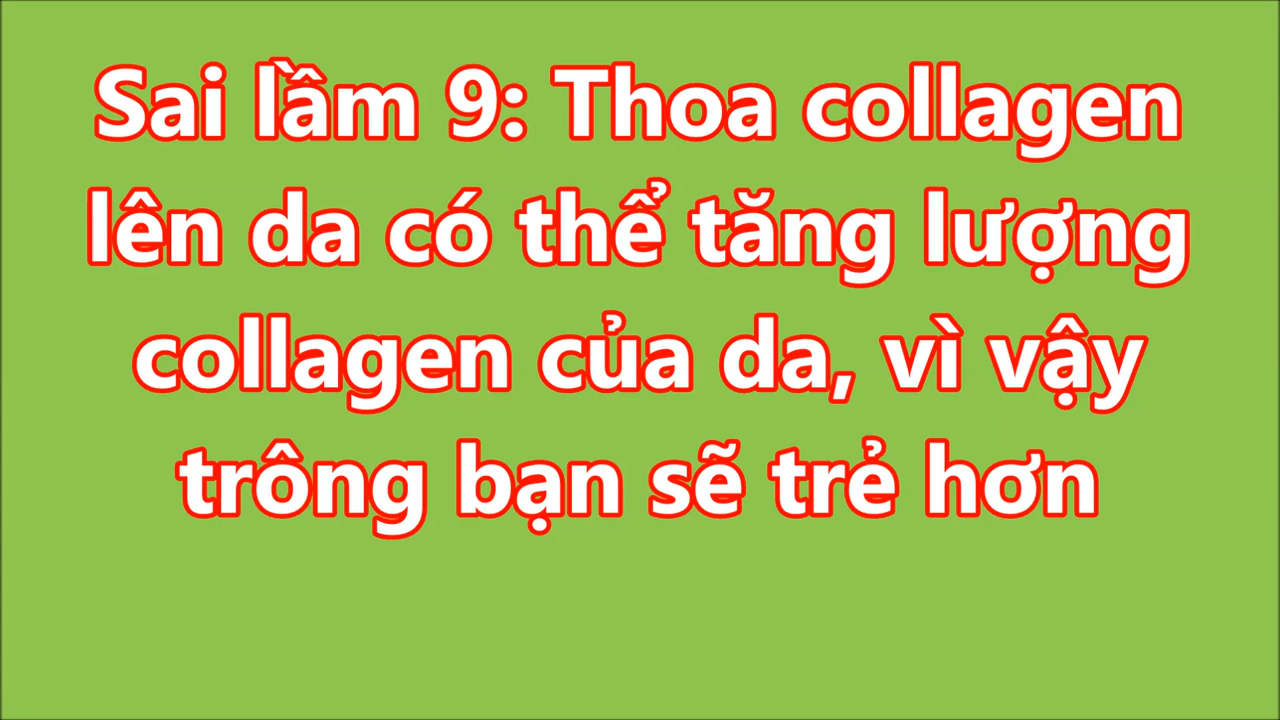 Sai lầm 9: Thoa collagen
lên da có thể tăng lượng
collagen của da, vì vậy
trông bạn sẽ trẻ hơn